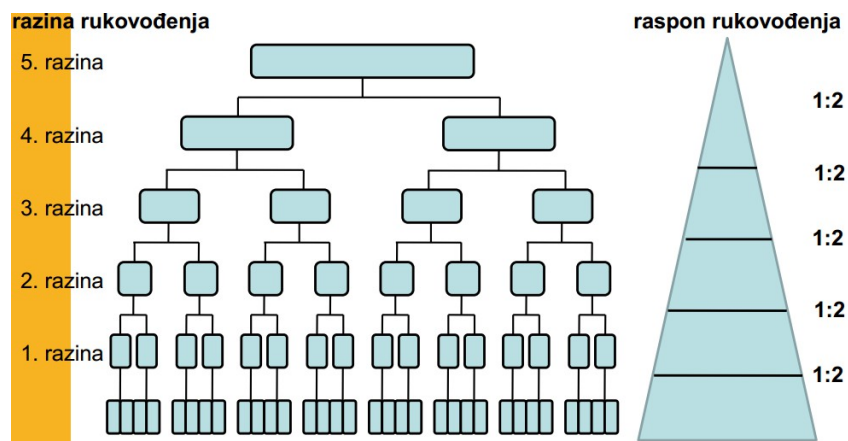 razina rukovođenja
raspon rukovođenja
5. razina
1:2
4. razina
1:2
3. razina
1:2
2. razina
1:2
1. razina
1:2